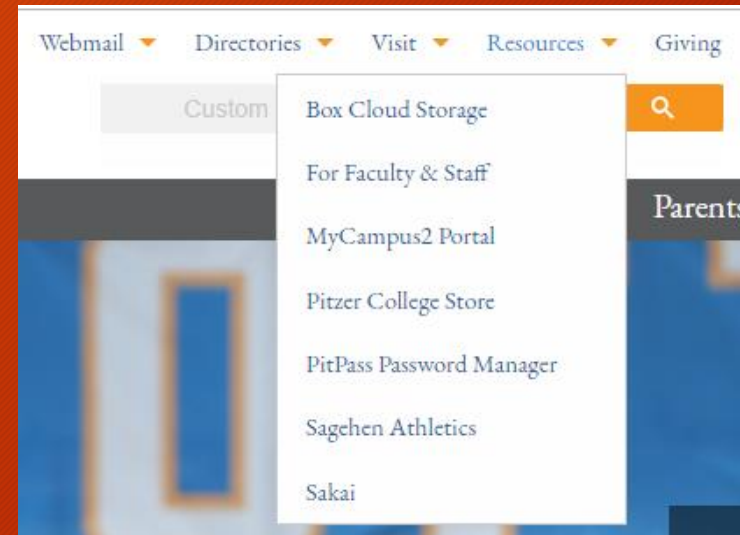 Webmail Directories Visit Resources Giving
Custom
Box Cloud Storage
For Faculty & Staff
MyCampus2 Portal
Parents
Pitzer College Store
PitPass Password Manager
Sagehen Athletics
Sakai